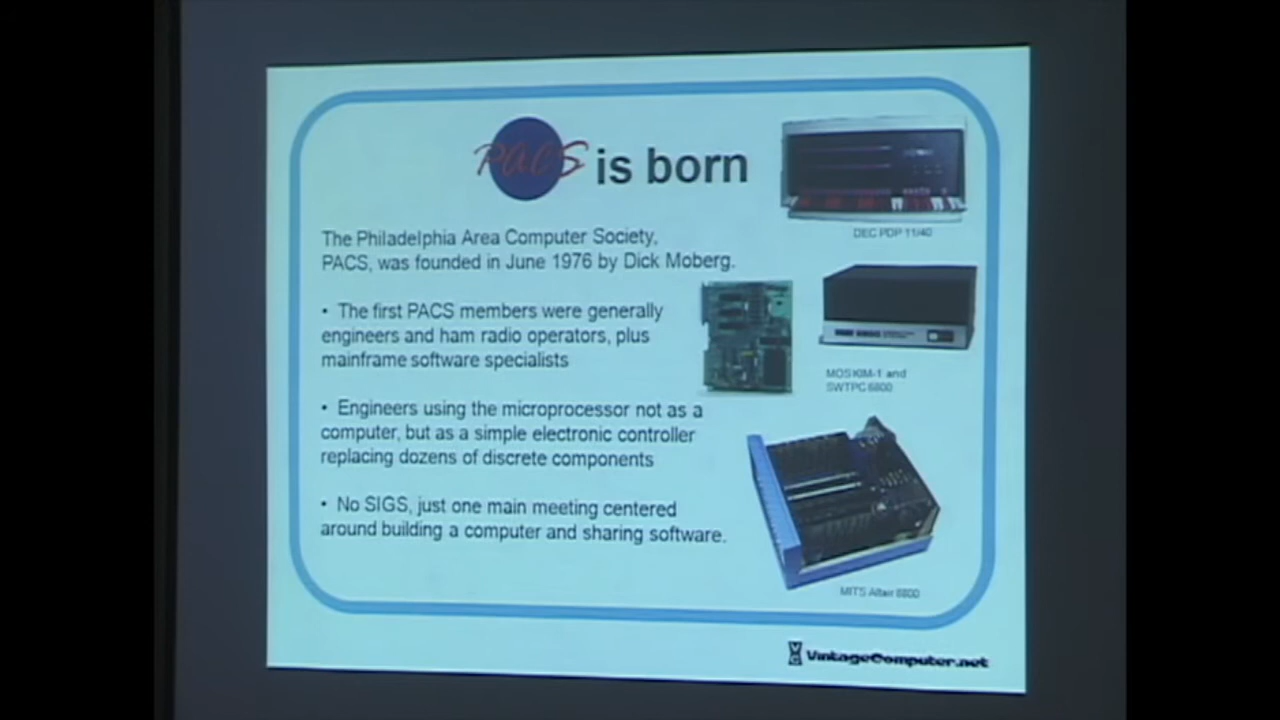 PACS is born
DEC PDP 11/40
The Philadelphia Area Computer Society,
PACS, was founded in June 1976 by Dick Moberg.
• The first PACS members were generally
engineers and ham radio operators, plus
mainframe software specialists
MOS KIM-1 and
SWTPC 6800
• Engineers using the microprocessor not as a
computer, but as a simple electronic controller
replacing dozens of discrete components
• No SIGS, just one main meeting centered
around building a computer and sharing software.
MITS Altair 8800
VintageComputer.net